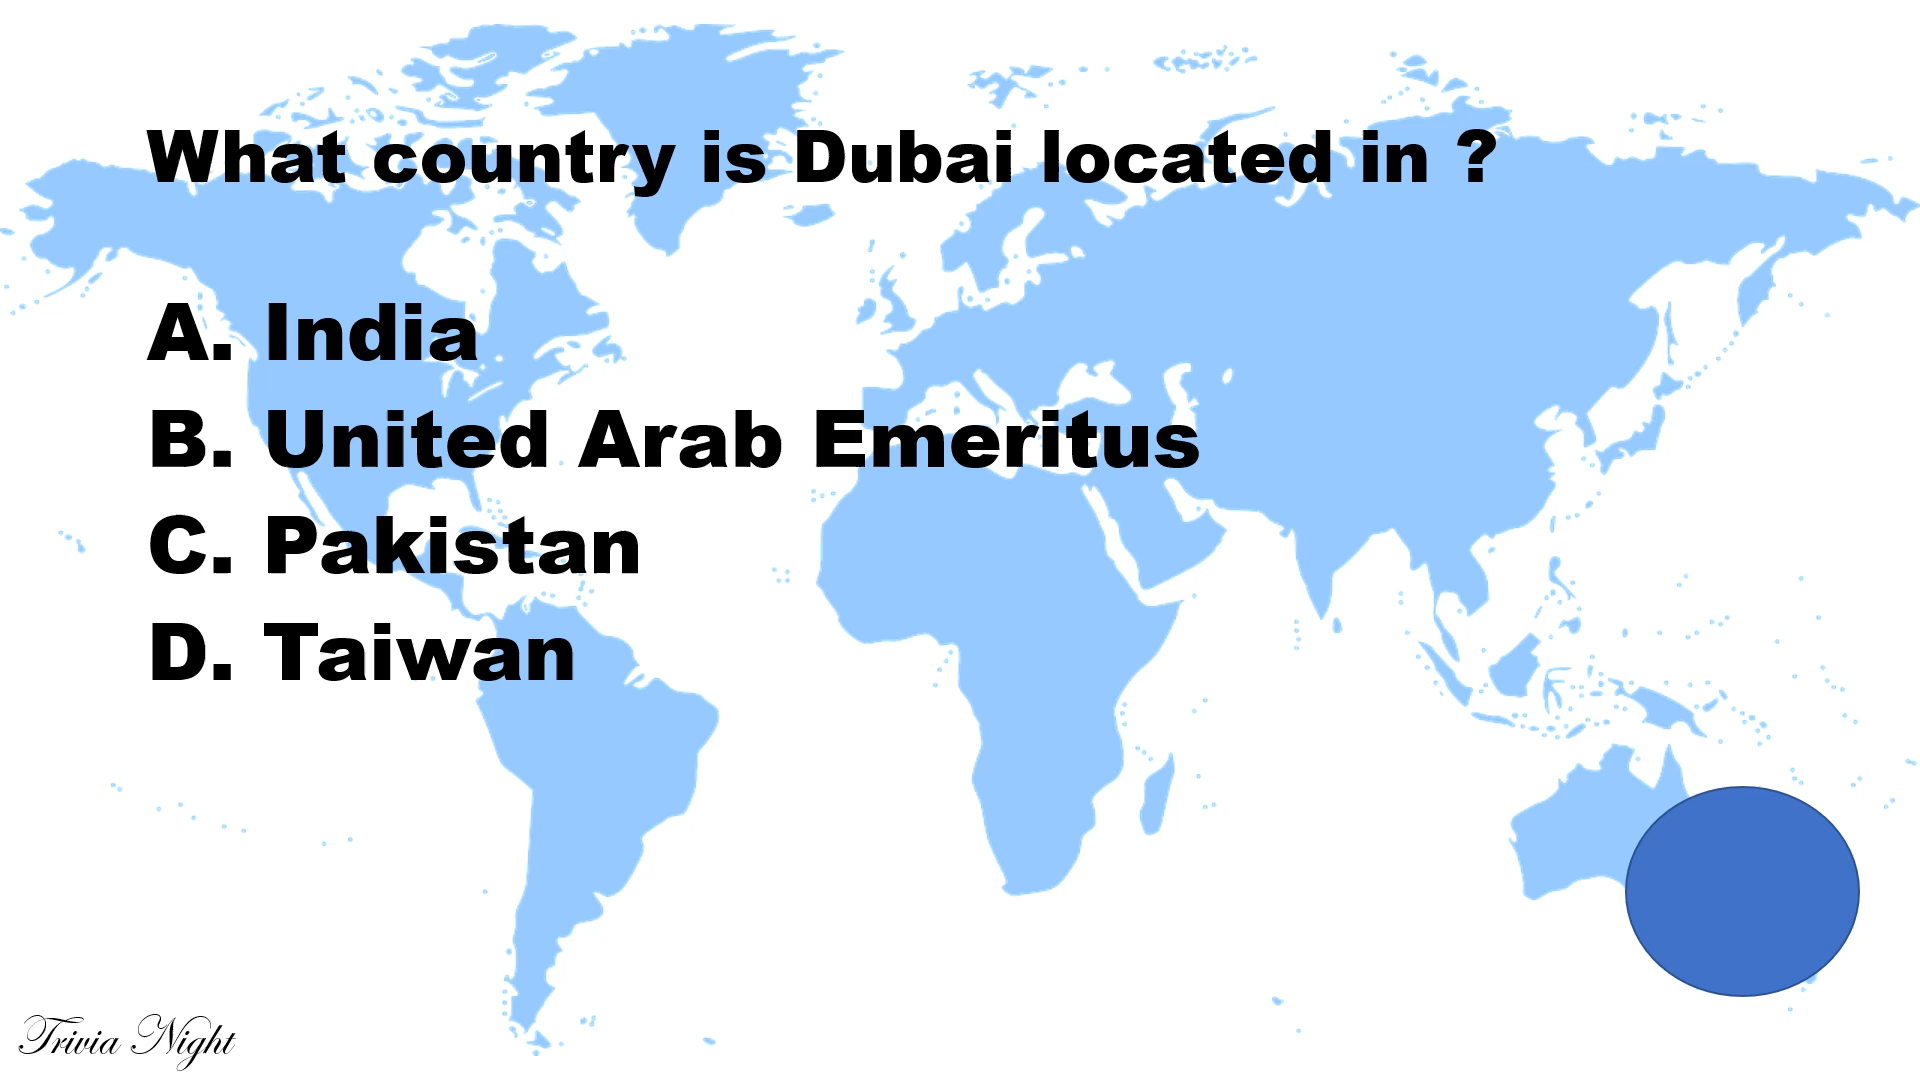 What country is Dubai located in ?
A. India
B. United Arab Emeritus
C. Pakistan
D. Taiwan
Trivia Night